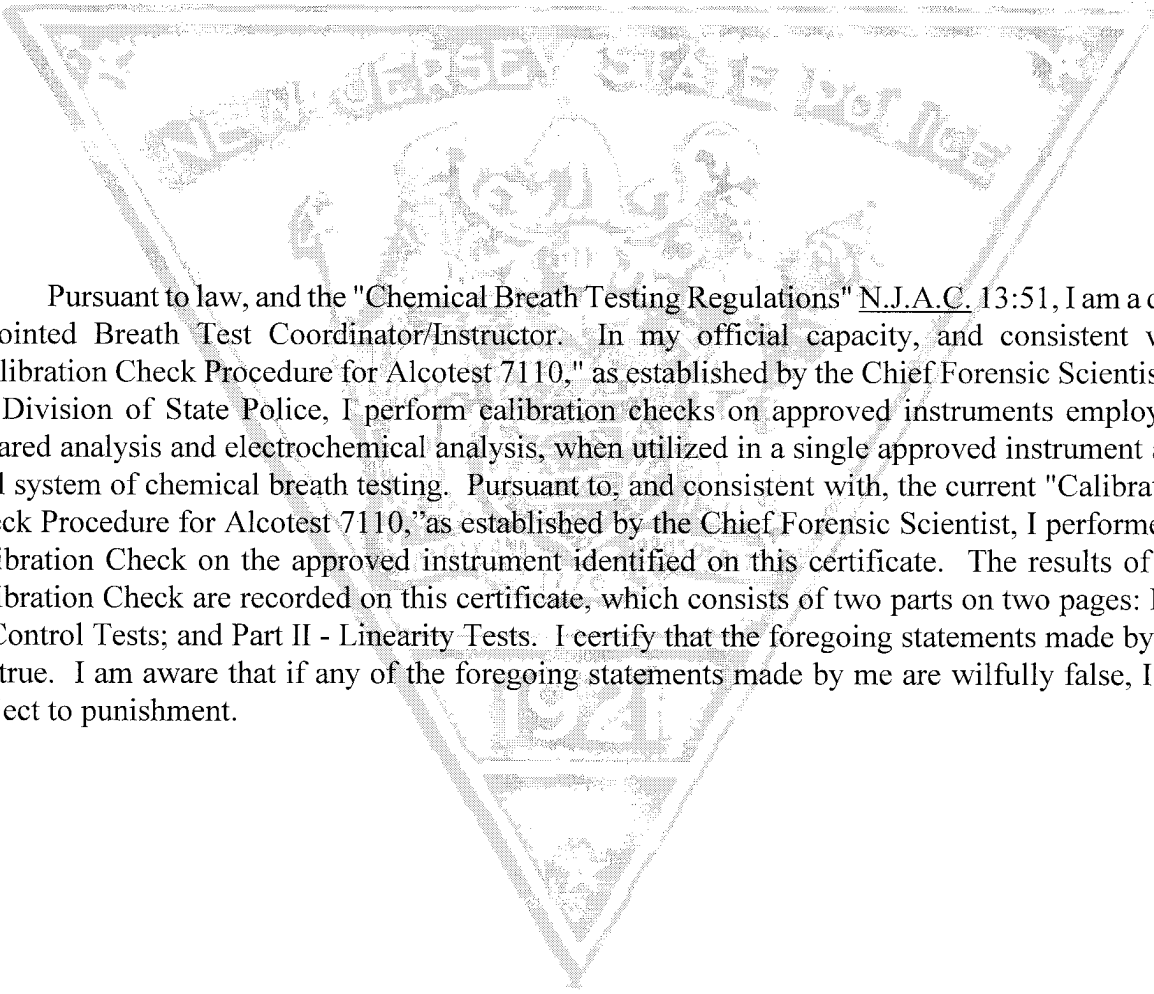 NEW JERSEY STATE POLICE
Pursuant to law, and the "Chemical Breath Testing Regulations" N.J.A.C. 13:51, I am a d
ointed Breath Test Coordinator/Instructor. In my official capacity, and consistent w
libration Check Procedure for Alcotest 7110," as established by the Chief Forensic Scientis
Division of State Police, I perform calibration checks on approved instruments employ
ared analysis and electrochemical analysis, when utilized in a single approved instrument a
l system of chemical breath testing. Pursuant to, and consistent with, the current "Calibrat
ck Procedure for Alcotest 7110,”as established by the Chief Forensic Scientist, I performe
ibration Check on the approved instrument identified on this certificate. The results of
ibration Check are recorded on this certificate, which consists of two parts on two pages: I
Control Tests; and Part II - Linearity Tests. I certify that the foregoing statements made by
true. I am aware that if any of the foregoing statements made by me are wilfully false, I
ect to punishment.
1921